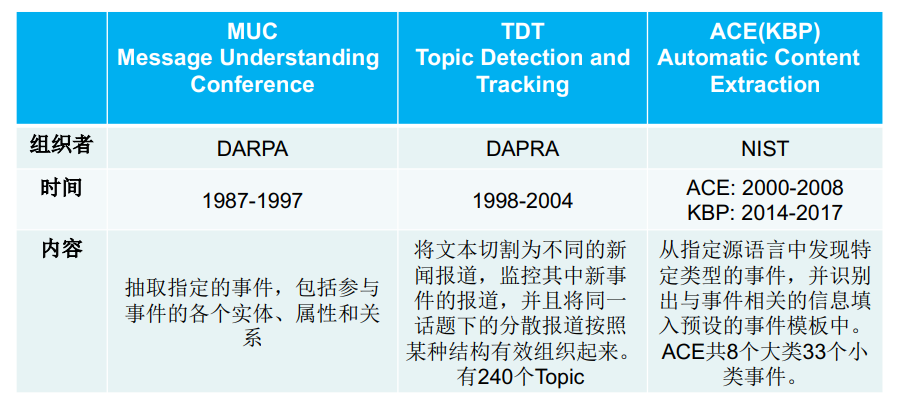 MUC
Message Understanding
Conference
TDT
Topic Detection and
Tracking
ACE(KBP)
Automatic Content
Extraction
组织者
DARPA
DAPRA
NIST
时间
1987-1997
1998-2004
ACE: 2000-2008
KBP: 2014-2017
内容
抽取指定的事件，包括参与
事件的各个实体、属性和关
系
将文本切割为不同的新
闻报道，监控其中新事
件的报道，并且将同一
话题下的分散报道按照
某种结构有效组织起来。
有240个Topic
从指定源语言中发现特
定类型的事件，并识别
出与事件相关的信息填
入预设的事件模板中。
ACE共8个大类33个小
类事件。